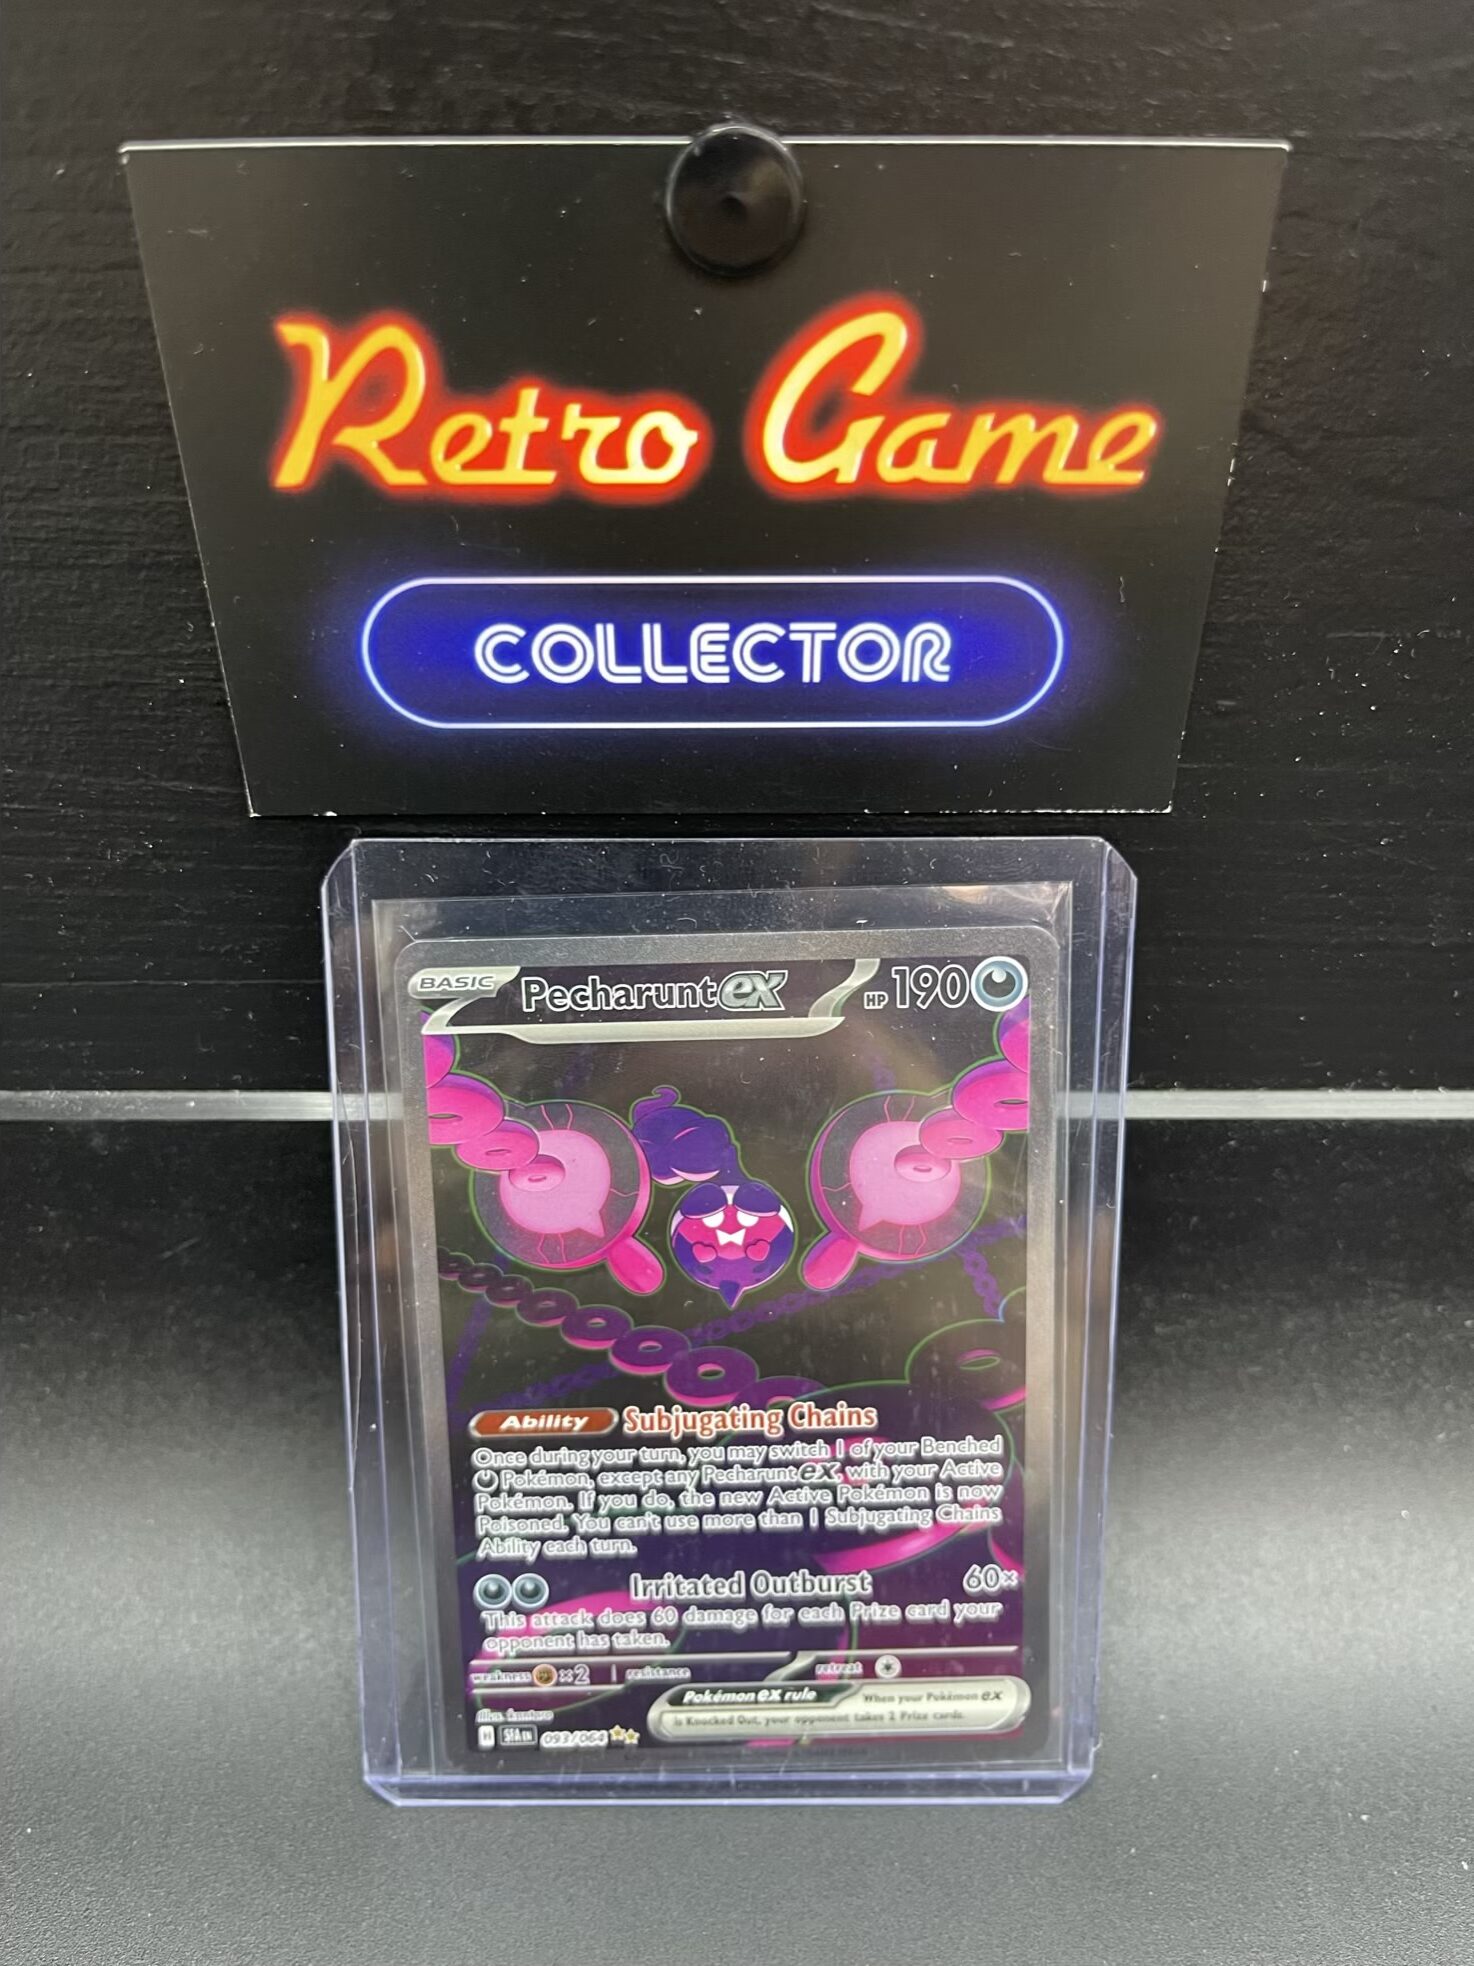 Retro Game
COLLECTOR
BASIC Pecharunt ex HP 190
Ability Subjugating Chains
Once during your turn, you may switch 1 of your Benched
Pokémon, except any Pecharunt ex, with your Active
Pokémon. If you do, the new Active Pokémon is now
Poisoned. You can't use more than 1 Subjugating Chains
Ability each turn.
Irritated Outburst 60×
This attack does 60 damage for each Prize card your
opponent has taken.
weakness ×2 resistance retreat
Pokémon ex rule When your Pokémon ex
is Knocked Out, your opponent takes 2 Prize cards.
Illus.
H SFA EN 093/064